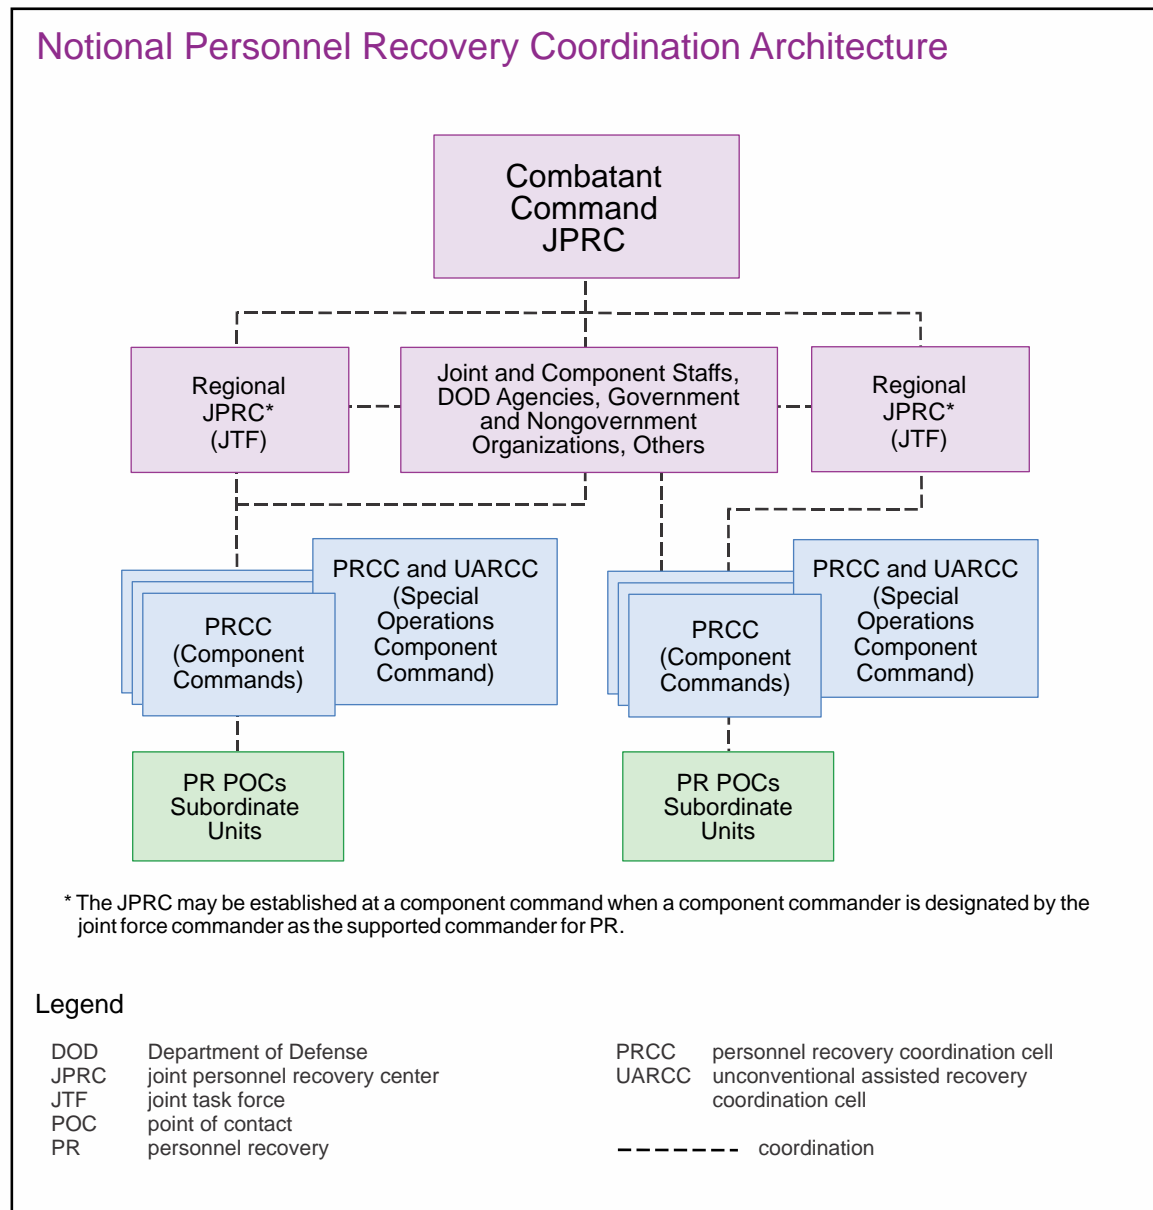 Notional Personnel Recovery Coordination Architecture
Combatant
Command
JPRC
Regional
JPRC*
(JTF)
Joint and Component Staffs,
DOD Agencies, Government
and Nongovernment
Organizations, Others
Regional
JPRC*
(JTF)
PRCC
(Component
Commands)
PRCC and UARCC
(Special
Operations
Component
Command)
PRCC
(Component
Commands)
PRCC and UARCC
(Special
Operations
Component
Command)
PR POCs
Subordinate
Units
PR POCs
Subordinate
Units
* The JPRC may be established at a component command when a component commander is designated by the
joint force commander as the supported commander for PR.
Legend
DOD Department of Defense
JPRC joint personnel recovery center
JTF joint task force
POC point of contact
PR personnel recovery
PRCC personnel recovery coordination cell
UARCC unconventional assisted recovery
coordination cell
coordination